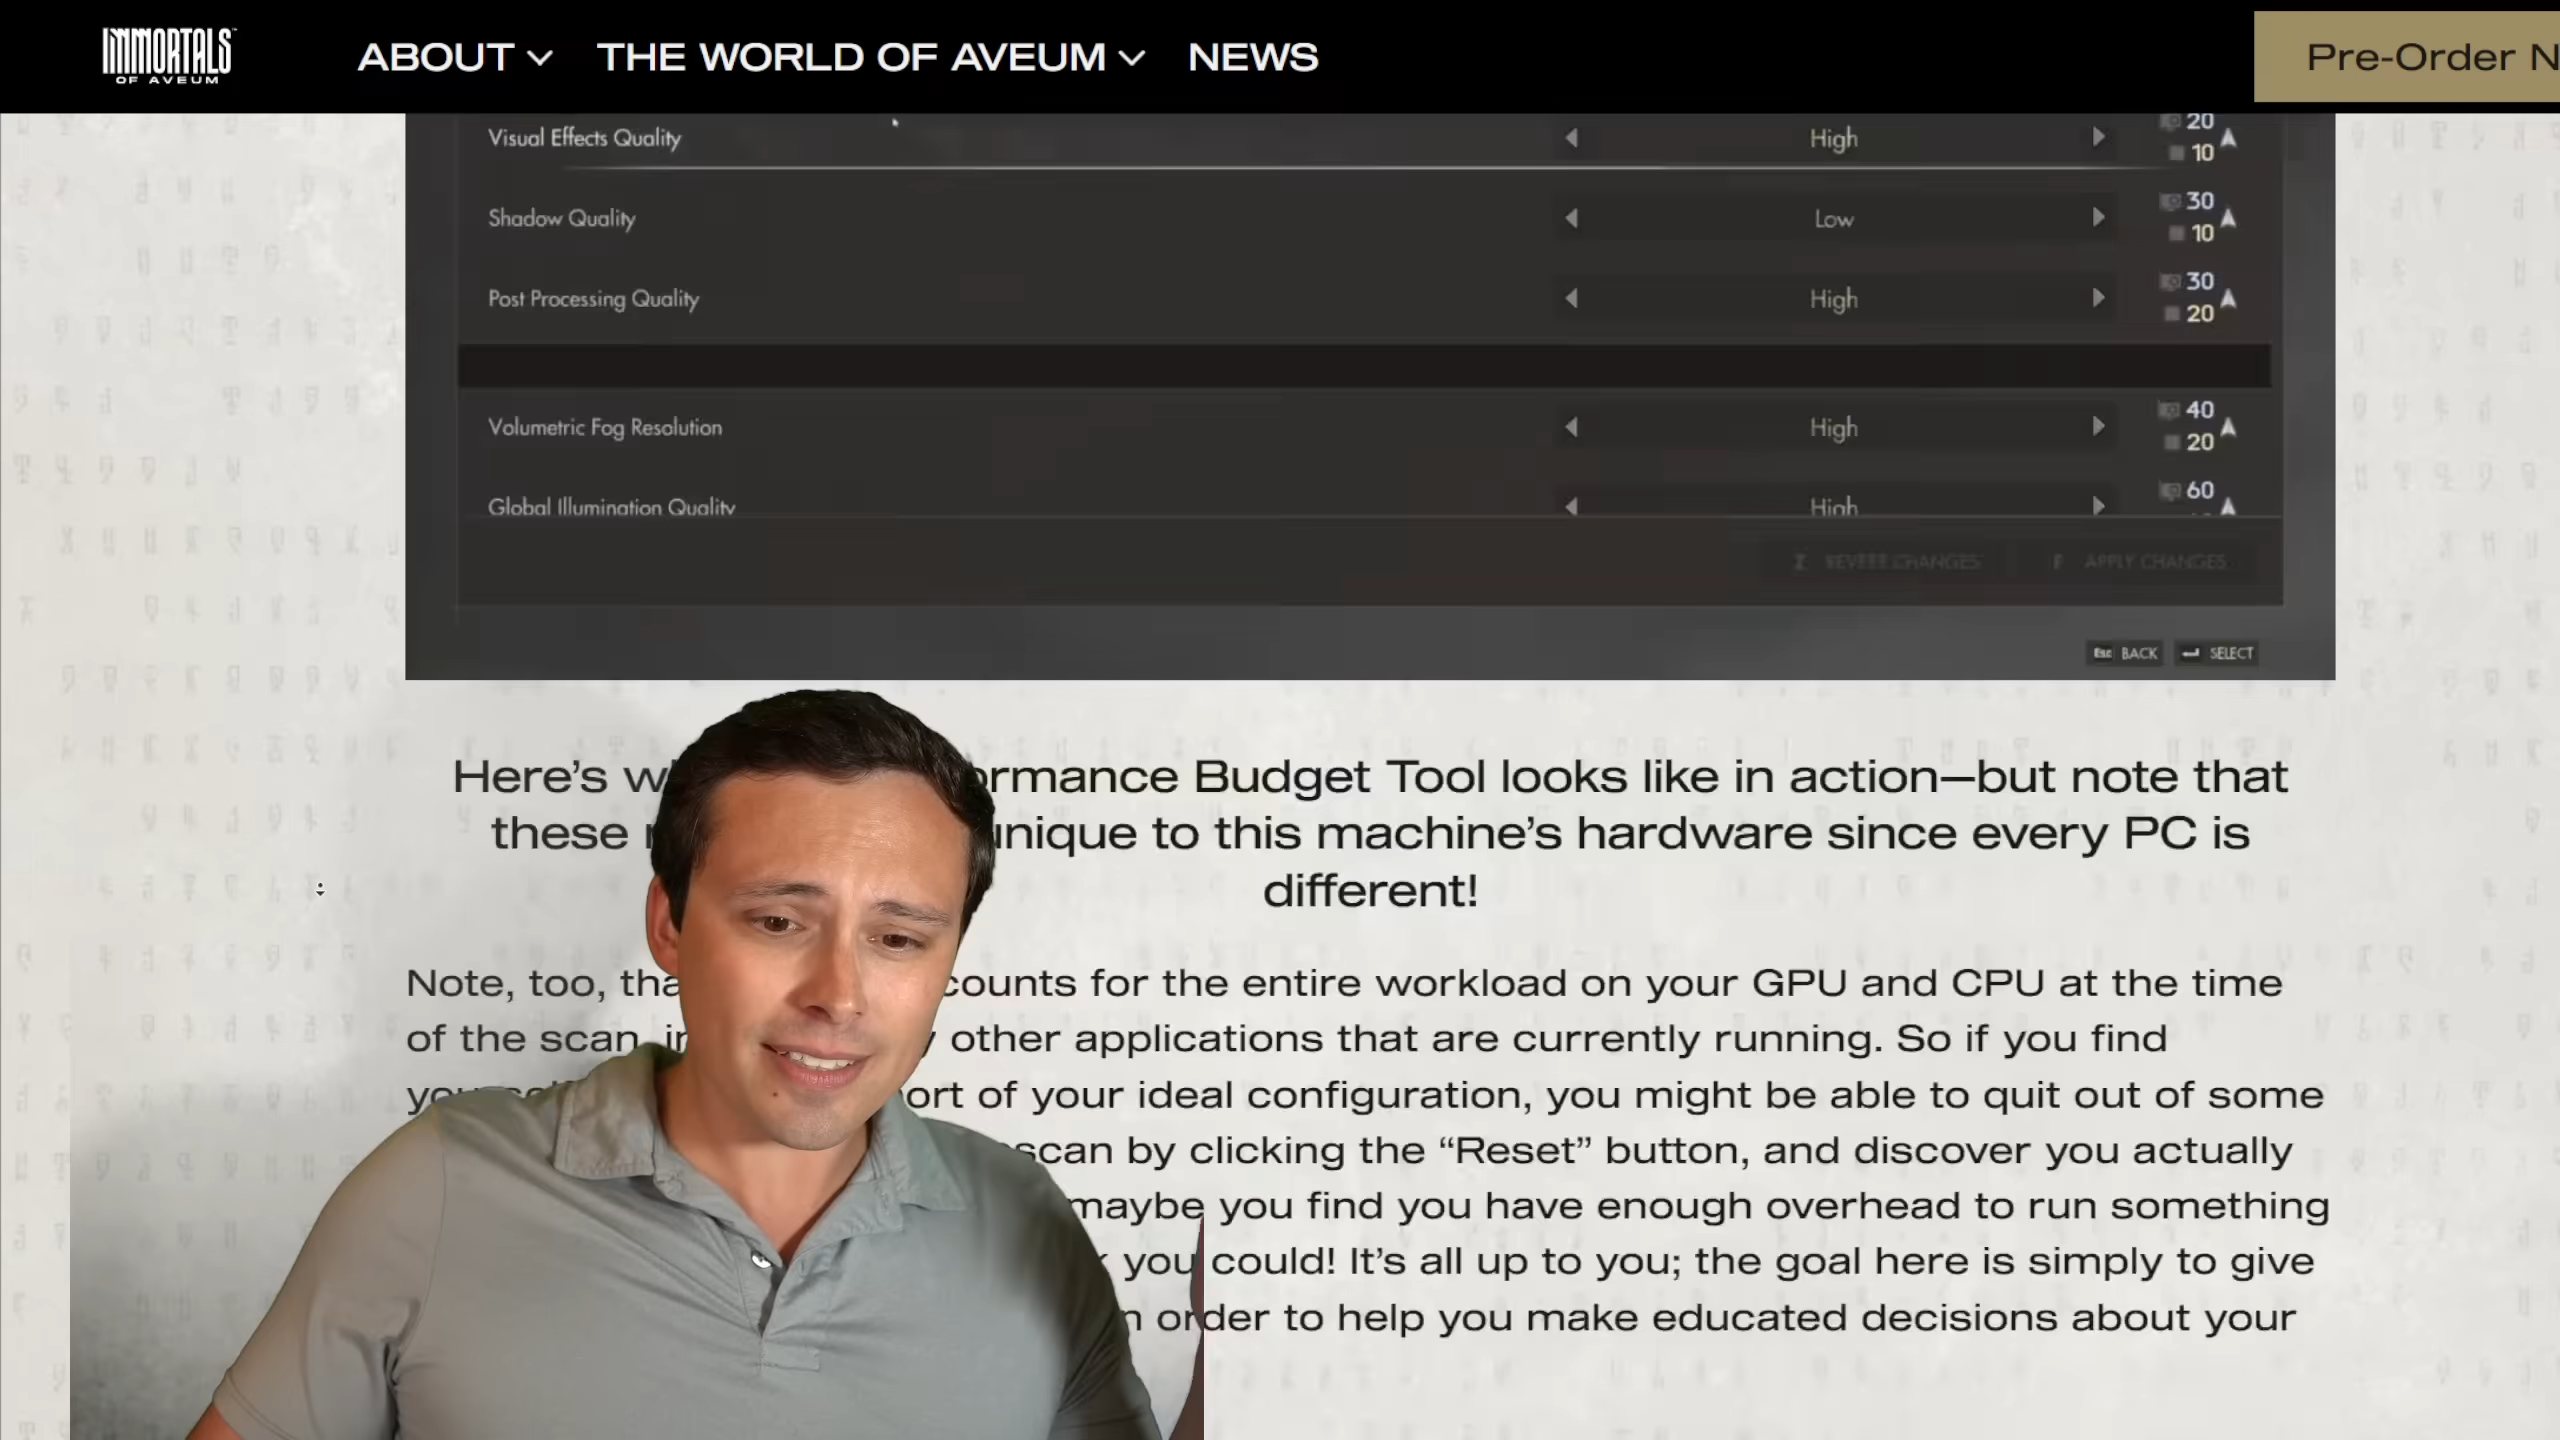 IMMORTALS
OF AVEUM
ABOUT THE WORLD OF AVEUM NEWS
Pre-Order N
Visual Effects Quality High 20
10
Shadow Quality Low 30
10
Post Processing Quality High 30
20
Volumetric Fog Resolution High 40
20
Global Illumination Quality High 60
REVERT CHANGES F APPLY CHANGES
Esc BACK SELECT
Here's w ormance Budget Tool looks like in action—but note that
these unique to this machine's hardware since every PC is
different!
Note, too, tha counts for the entire workload on your GPU and CPU at the time
of the scan, in other applications that are currently running. So if you find
ort of your ideal configuration, you might be able to quit out of some
scan by clicking the “Reset” button, and discover you actually
maybe you find you have enough overhead to run something
you could! It's all up to you; the goal here is simply to give
n order to help you make educated decisions about your